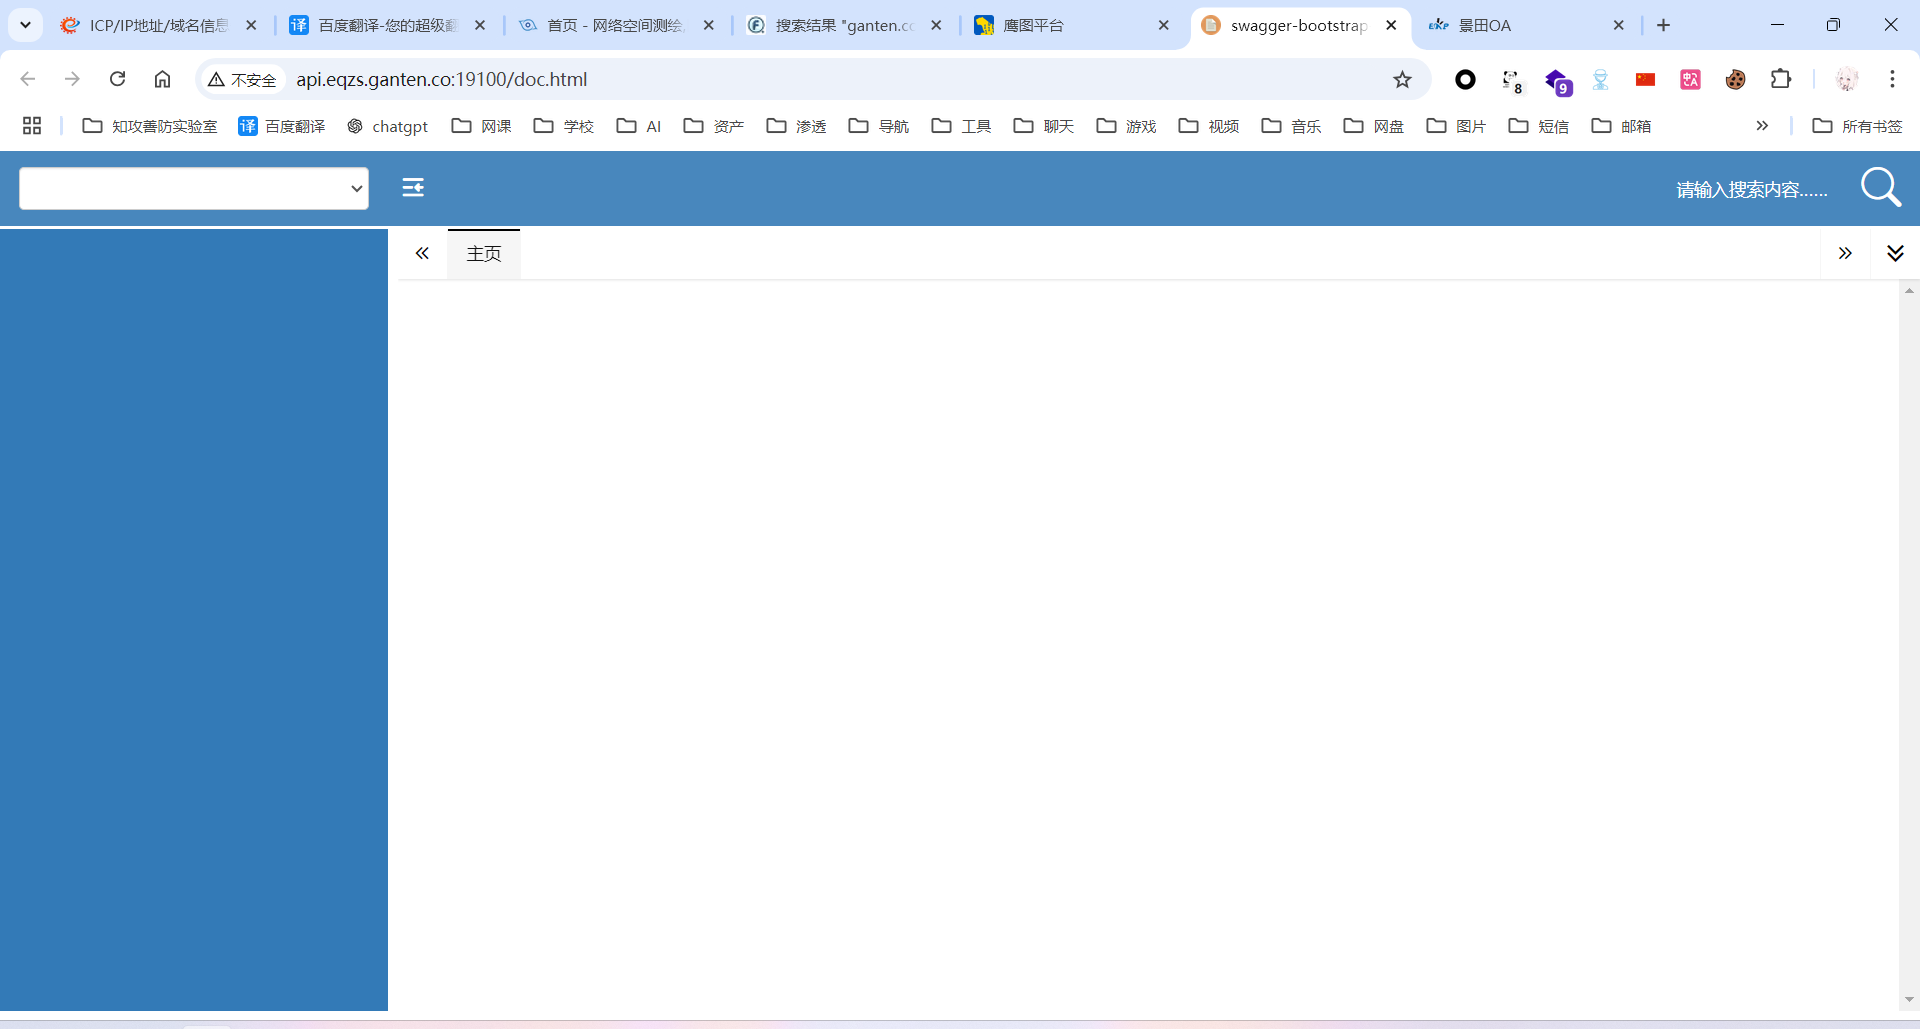 ICP/IP地址/域名信息
百度翻译-您的超级翻
首页 - 网络空间测绘
搜索结果 "ganten.co
鹰图平台
swagger-bootstrap
景田OA
不安全
api.eqzs.ganten.co:19100/doc.html
8
9
知攻善防实验室
译 百度翻译
chatgpt
网课
学校
AI
资产
渗透
导航
工具
聊天
游戏
视频
音乐
网盘
图片
短信
邮箱
所有书签
请输入搜索内容......
主页